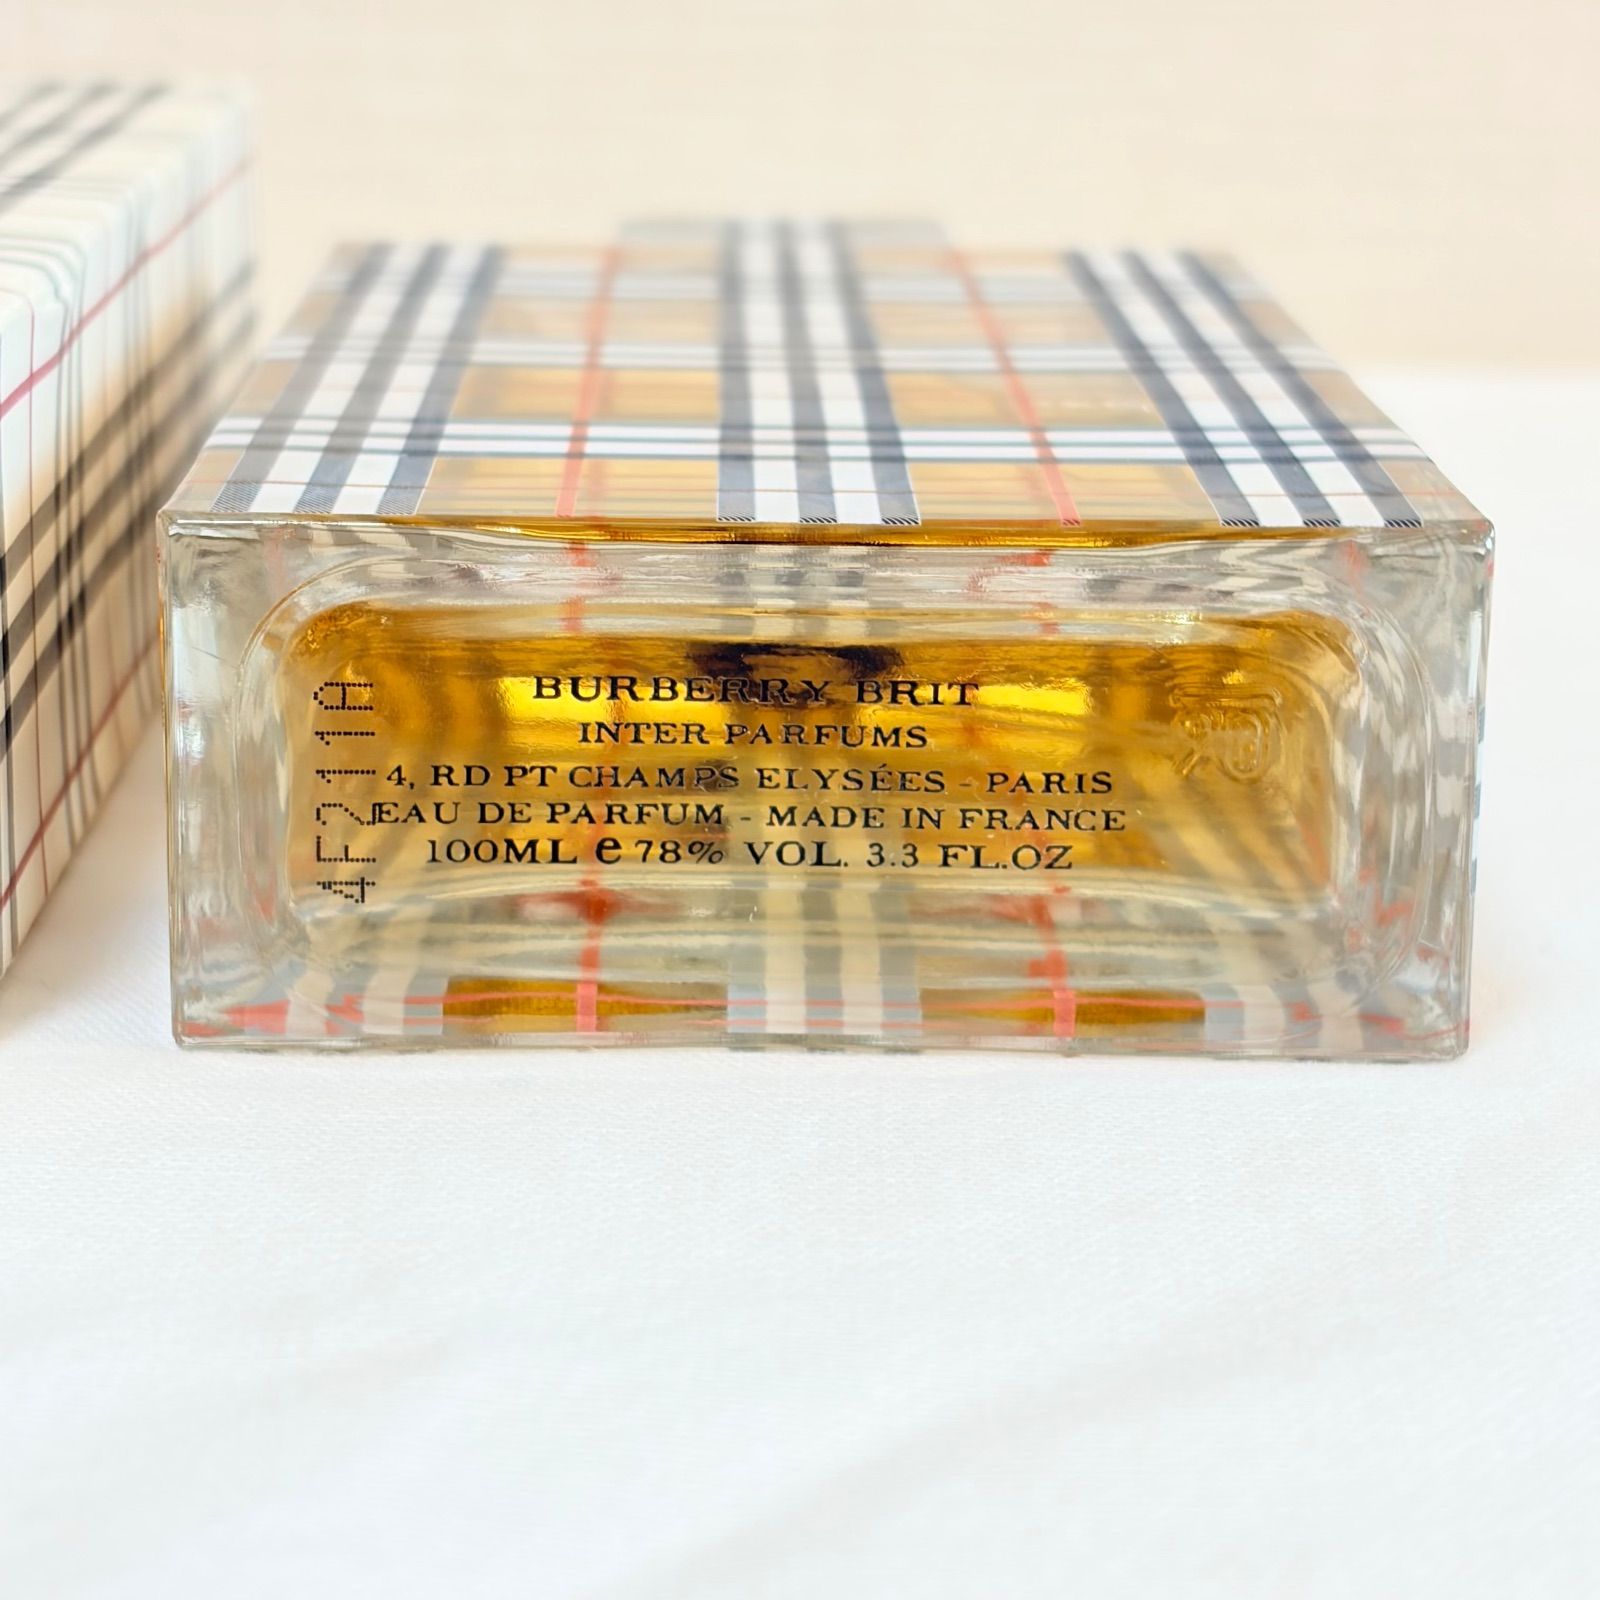 BURBERRY BRIT
INTER PARFUMS
4, RD PT CHAMPS ELYSÉES - PARIS
EAU DE PARFUM - MADE IN FRANCE
100ML e 78% VOL. 3.3 FL.OZ